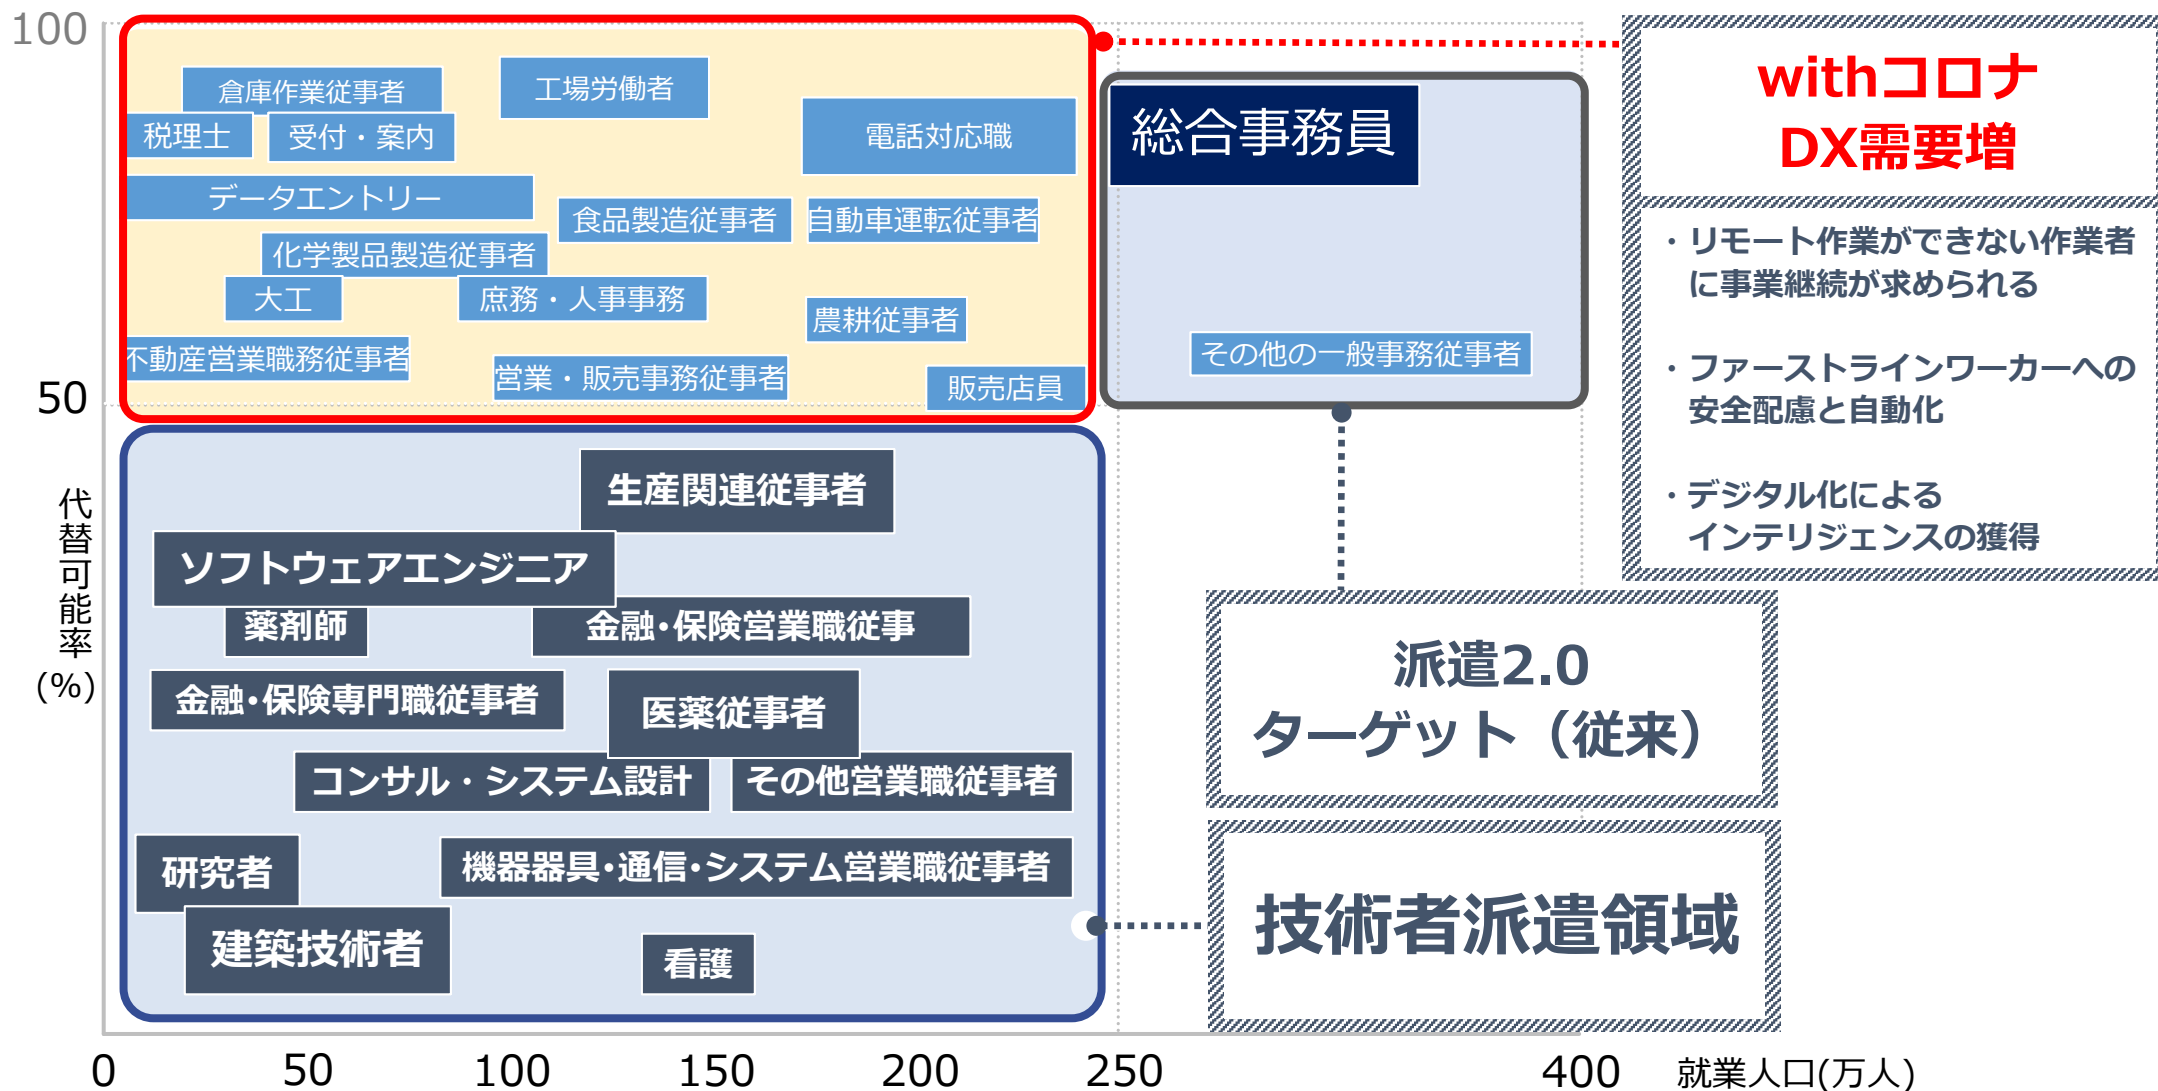 100
倉庫作業従事者
工場労働者
税理士
受付・案内
電話対応職
データエントリー
食品製造従事者
自動車運転従事者
化学製品製造従事者
大工
庶務・人事事務
農耕従事者
不動産営業職務従事者
営業・販売事務従事者
販売店員
総合事務員
その他の一般事務従事者
withコロナ
DX需要増
・リモート作業ができない作業者
に事業継続が求められる
・ファーストラインワーカーへの
安全配慮と自動化
・デジタル化による
インテリジェンスの獲得
50
代替可能率
(%)
生産関連従事者
ソフトウェアエンジニア
薬剤師
金融・保険営業職従事
金融・保険専門職従事者
医薬従事者
コンサル・システム設計
その他営業職従事者
研究者
機器器具・通信・システム営業職従事者
建築技術者
看護
派遣2.0
ターゲット（従来）
技術者派遣領域
0
50
100
150
200
250
400
就業人口(万人)